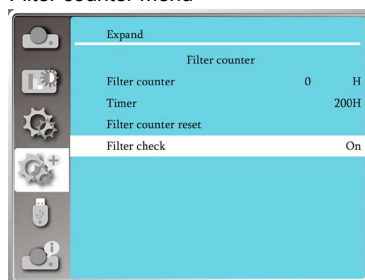 Filter counter menu
Expand
Filter counter
Filter counter 0 H
Timer 200H
Filter counter reset
Filter check On